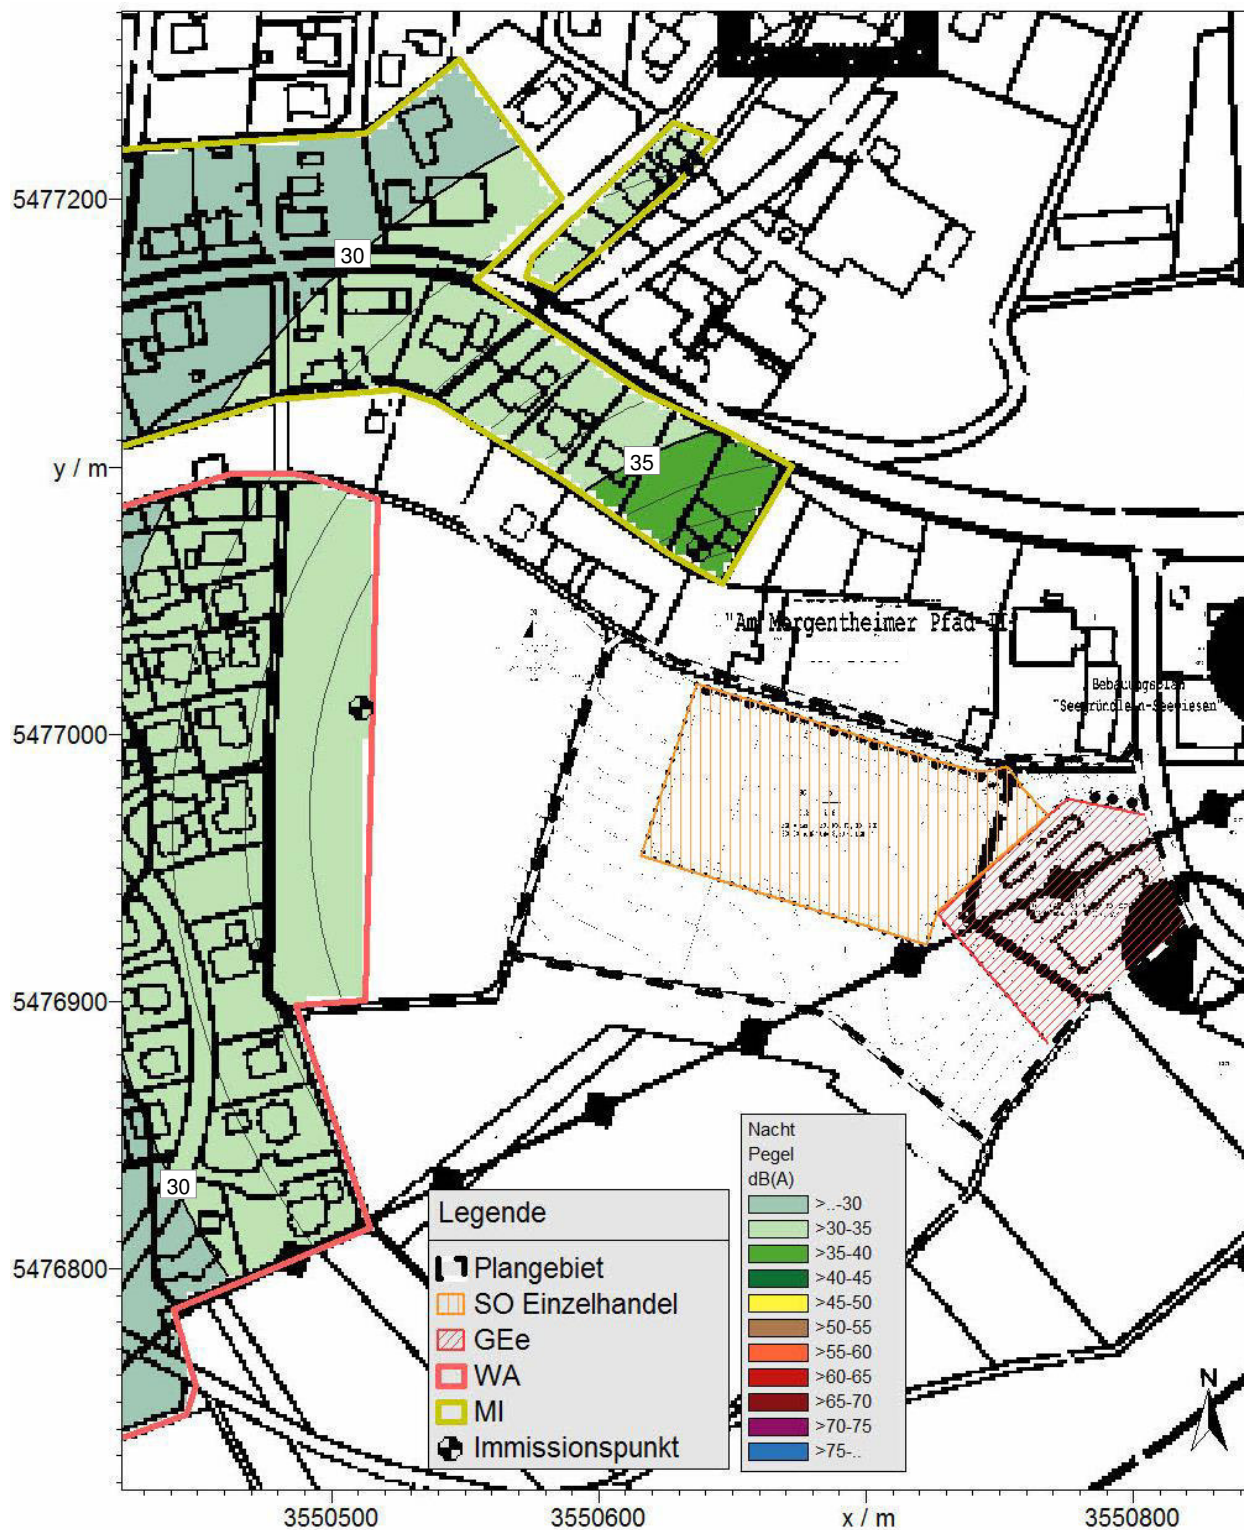 5477200
30
35
y / m
"Am Mergentheimer Pfad-II"
Bebauungsplan
"Seegründlein-Seewiesen"
5477000
5476900
30
5476800
Nacht
Pegel
dB(A)
>..-30
>30-35
>35-40
>40-45
>45-50
>50-55
>55-60
>60-65
>65-70
>70-75
>75-..
Legende
Plangebiet
SO Einzelhandel
GEe
WA
MI
Immissionspunkt
N
3550500
3550600
x / m
3550800